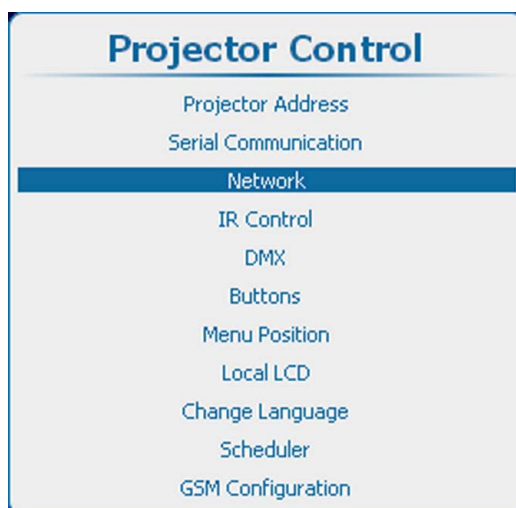 Projector Control
Projector Address
Serial Communication
Network
IR Control
DMX
Buttons
Menu Position
Local LCD
Change Language
Scheduler
GSM Configuration